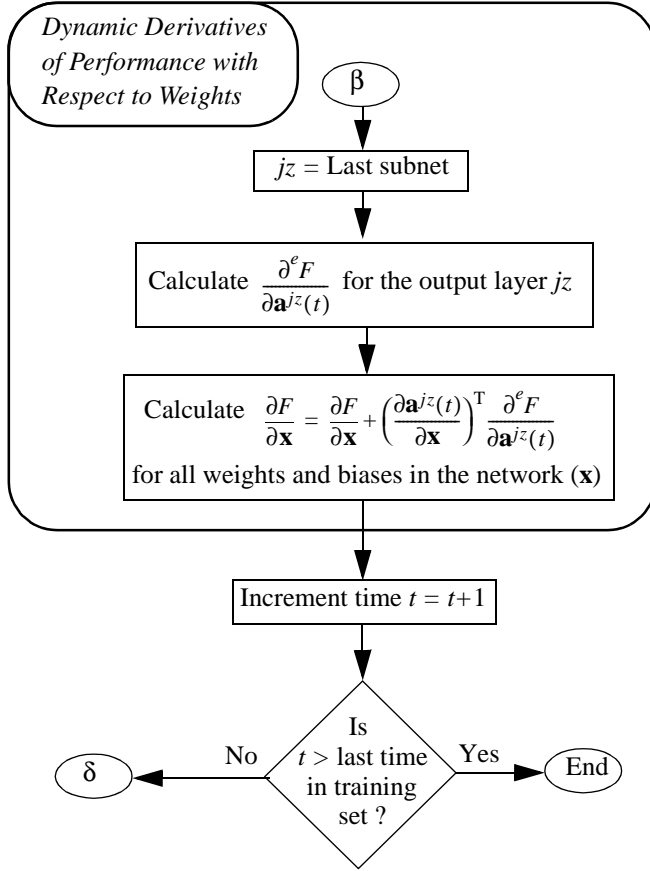 Dynamic Derivatives
of Performance with
Respect to Weights
β
jz = Last subnet
Calculate ∂ᵉF / ∂a^{jz}(t) for the output layer jz
Calculate ∂F/∂x = ∂F/∂x + (∂a^{jz}(t)/∂x)^T ∂ᵉF/∂a^{jz}(t)
for all weights and biases in the network (x)
Increment time t = t+1
Is
t > last time
in training
set ?
No
Yes
δ
End